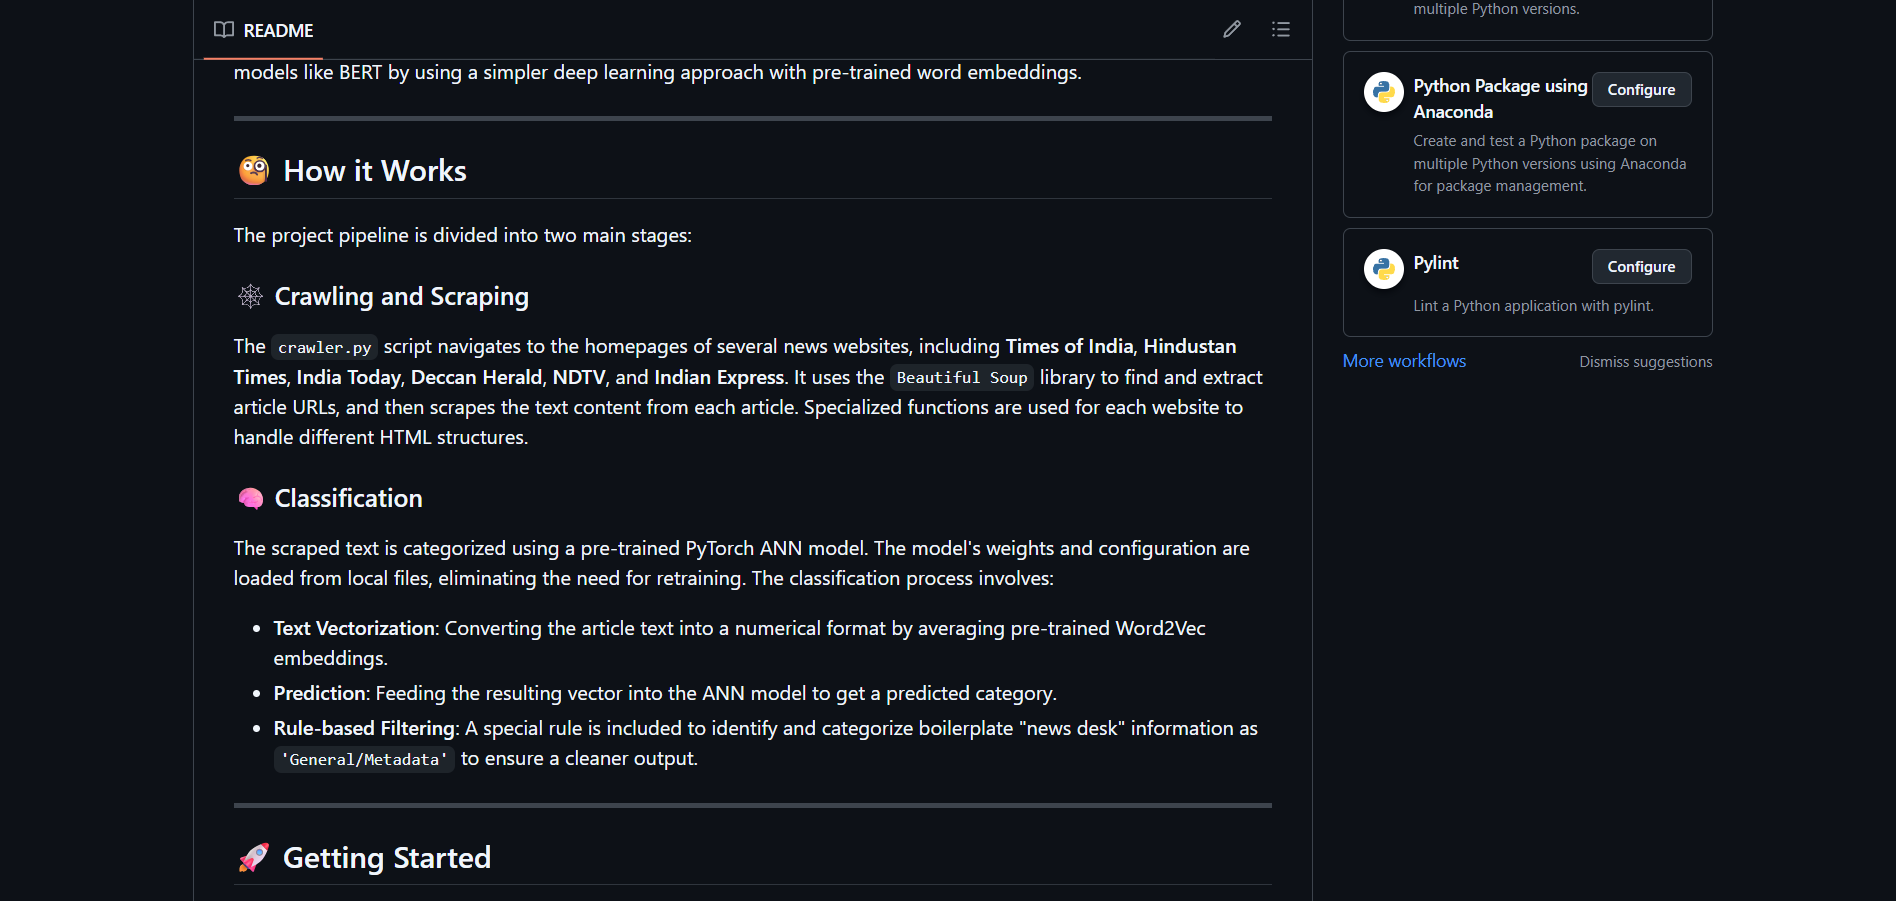 README
models like BERT by using a simpler deep learning approach with pre-trained word embeddings.
How it Works
The project pipeline is divided into two main stages:
Crawling and Scraping
The crawler.py script navigates to the homepages of several news websites, including Times of India, Hindustan
Times, India Today, Deccan Herald, NDTV, and Indian Express. It uses the Beautiful Soup library to find and extract
article URLs, and then scrapes the text content from each article. Specialized functions are used for each website to
handle different HTML structures.
Classification
The scraped text is categorized using a pre-trained PyTorch ANN model. The model's weights and configuration are
loaded from local files, eliminating the need for retraining. The classification process involves:
• Text Vectorization: Converting the article text into a numerical format by averaging pre-trained Word2Vec
embeddings.
• Prediction: Feeding the resulting vector into the ANN model to get a predicted category.
• Rule-based Filtering: A special rule is included to identify and categorize boilerplate "news desk" information as
'General/Metadata' to ensure a cleaner output.
Getting Started
multiple Python versions.
Python Package using
Anaconda
Configure
Create and test a Python package on
multiple Python versions using Anaconda
for package management.
Pylint
Configure
Lint a Python application with pylint.
More workflows
Dismiss suggestions